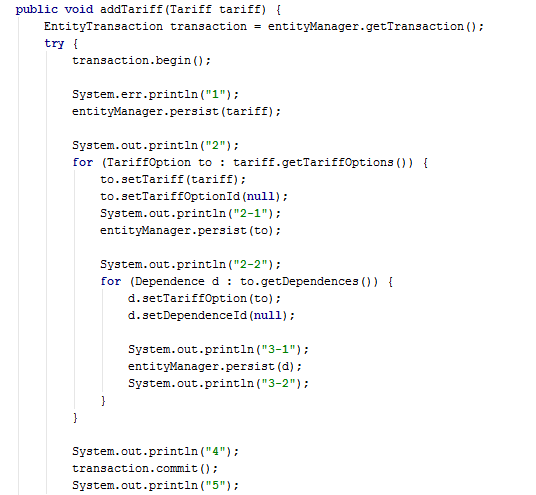 public void addTariff(Tariff tariff) {
    EntityTransaction transaction = entityManager.getTransaction();
    try {
        transaction.begin();

        System.err.println("1");
        entityManager.persist(tariff);

        System.out.println("2");
        for (TariffOption to : tariff.getTariffOptions()) {
            to.setTariff(tariff);
            to.setTariffOptionId(null);
            System.out.println("2-1");
            entityManager.persist(to);

            System.out.println("2-2");
            for (Dependence d : to.getDependences()) {
                d.setTariffOption(to);
                d.setDependenceId(null);

                System.out.println("3-1");
                entityManager.persist(d);
                System.out.println("3-2");
            }
        }

        System.out.println("4");
        transaction.commit();
        System.out.println("5");